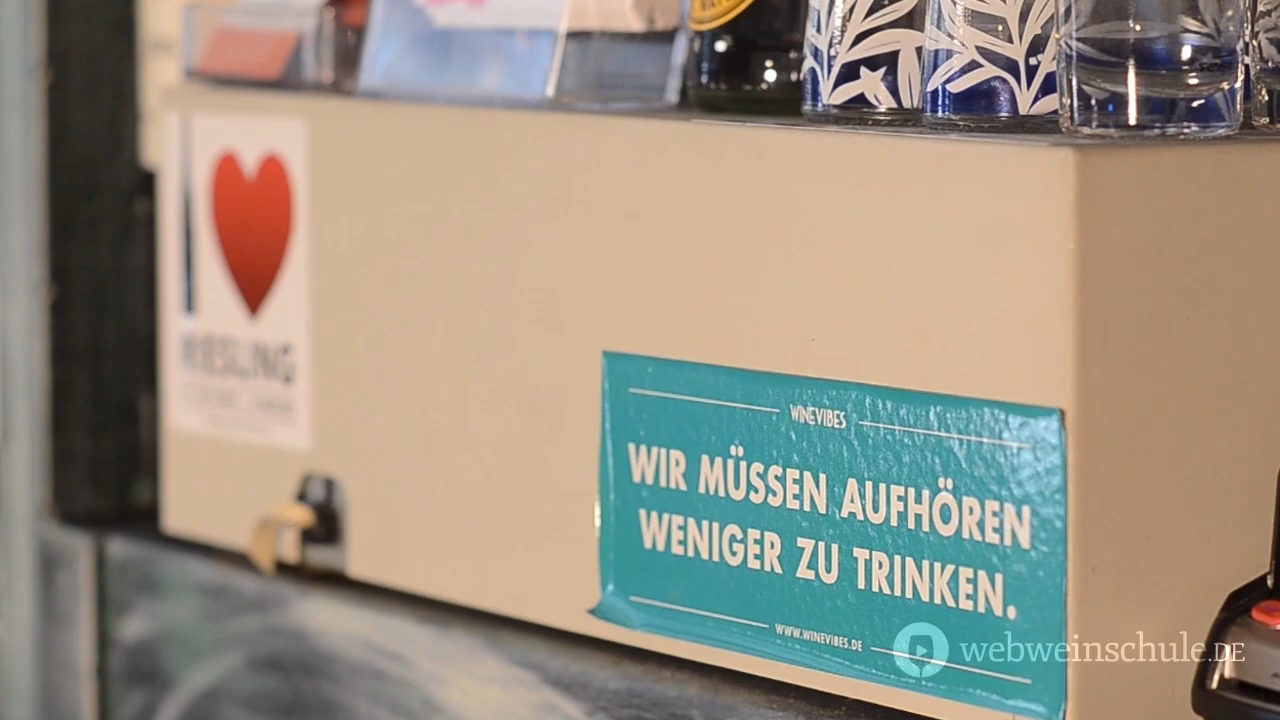 I
RIESLING
WINEVIBES
WIR MÜSSEN AUFHÖREN
WENIGER ZU TRINKEN.
WWW.WINEVIBES.DE
webweinschule.DE